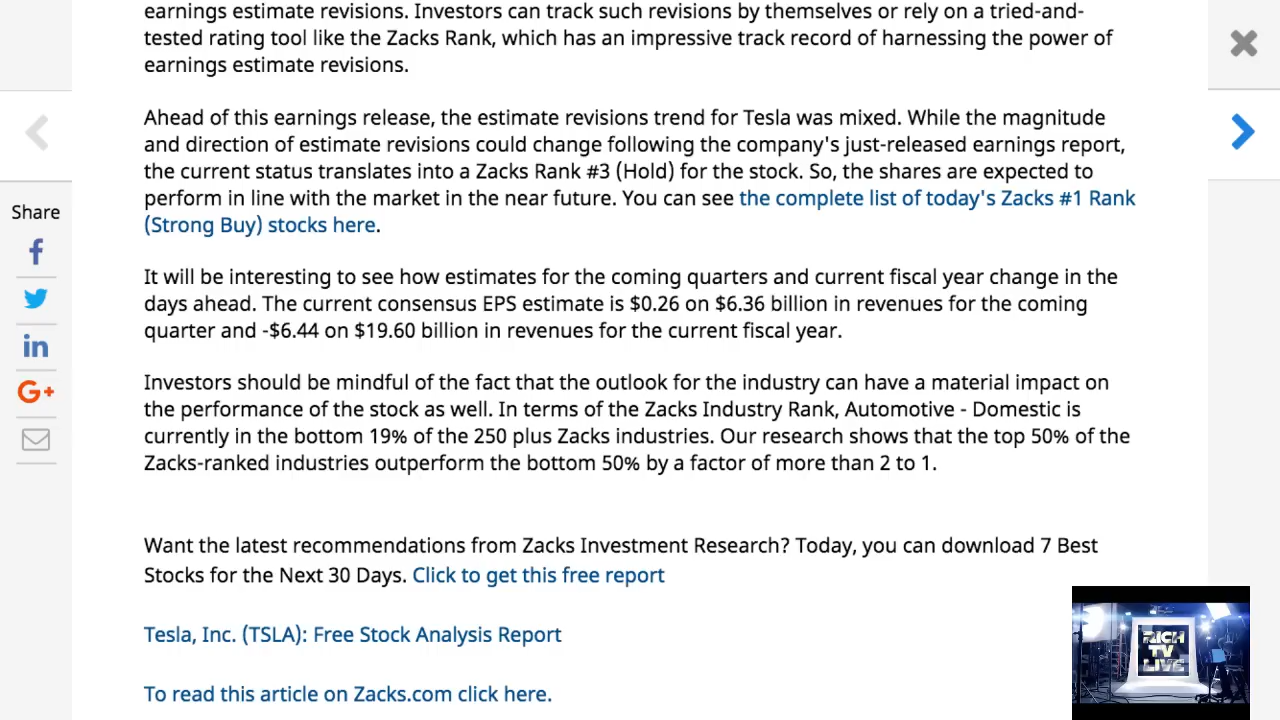 earnings estimate revisions. Investors can track such revisions by themselves or rely on a tried-and-
tested rating tool like the Zacks Rank, which has an impressive track record of harnessing the power of
earnings estimate revisions.
Ahead of this earnings release, the estimate revisions trend for Tesla was mixed. While the magnitude
and direction of estimate revisions could change following the company's just-released earnings report,
the current status translates into a Zacks Rank #3 (Hold) for the stock. So, the shares are expected to
perform in line with the market in the near future. You can see the complete list of today's Zacks #1 Rank
(Strong Buy) stocks here.
It will be interesting to see how estimates for the coming quarters and current fiscal year change in the
days ahead. The current consensus EPS estimate is $0.26 on $6.36 billion in revenues for the coming
quarter and -$6.44 on $19.60 billion in revenues for the current fiscal year.
Investors should be mindful of the fact that the outlook for the industry can have a material impact on
the performance of the stock as well. In terms of the Zacks Industry Rank, Automotive - Domestic is
currently in the bottom 19% of the 250 plus Zacks industries. Our research shows that the top 50% of the
Zacks-ranked industries outperform the bottom 50% by a factor of more than 2 to 1.
Want the latest recommendations from Zacks Investment Research? Today, you can download 7 Best
Stocks for the Next 30 Days. Click to get this free report
Tesla, Inc. (TSLA): Free Stock Analysis Report
To read this article on Zacks.com click here.
Share
f
in
G+
RICH
TV
LIVE